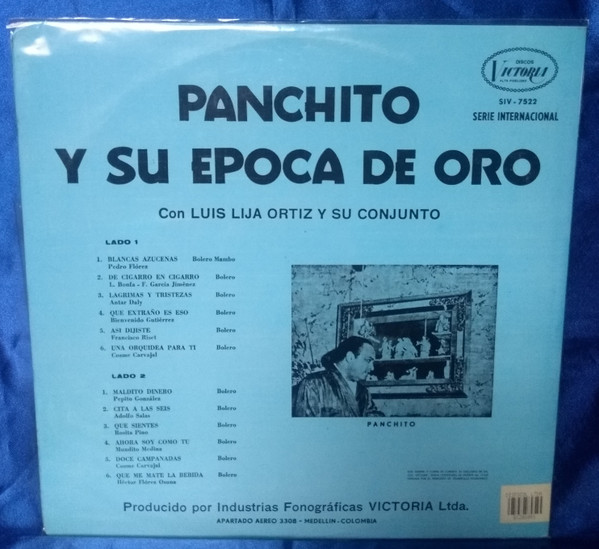 DISCOS
VICTORIA
SIV - 7522
SERIE INTERNACIONAL
PANCHITO
Y SU EPOCA DE ORO
Con LUIS LIJA ORTIZ Y SU CONJUNTO
LADO 1
1. BLANCAS AZUCENAS Bolero Mambo
Pedro Flórez
2. DE CIGARRO EN CIGARRO Bolero
L. Bonfa - F. García Jiménez
3. LAGRIMAS Y TRISTEZAS Bolero
Antar Daly
4. QUE EXTRAÑO ES ESO Bolero
Bienvenido Gutiérrez
5. ASI DIJISTE Bolero
Francisco Riset
6. UNA ORQUIDEA PARA TI Bolero
Cosme Carvajal
LADO 2
1. MALDITO DINERO Bolero
Pepito González
2. CITA A LAS SEIS Bolero
Adolfo Salas
3. QUE SIENTES Bolero
Rosita Pino
4. AHORA SOY COMO TU Bolero
Mundito Medina
5. DOCE CAMPANADAS Bolero
Cosme Carvajal
6. QUE ME MATE LA BEBIDA Bolero
Héctor Flórez Osuna
PANCHITO
Producido por Industrias Fonográficas VICTORIA Ltda.
APARTADO AEREO 3308 - MEDELLIN - COLOMBIA